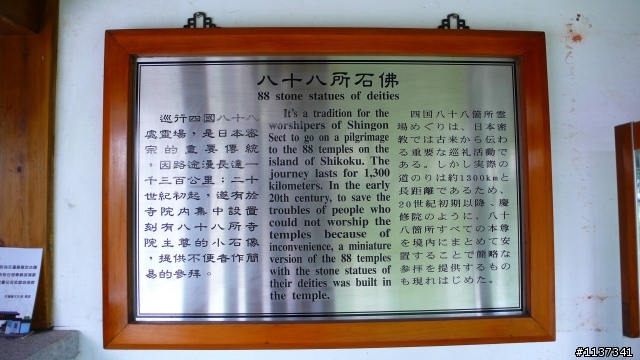 八十八所石佛
88 stone statues of deities
巡行四國八十八
處靈場，是日本密
宗的重要傳統
，因路途漫長達一
千三百公里；二十
世紀初起，遂有於
寺院內集中設置
刻有八十八所寺
院主尊的小石像
，提供不便者作簡
易的參拜。
It's a tradition for the
worshipers of Shingon
Sect to go on a pilgrimage
to the 88 temples on the
island of Shikoku. The
journey lasts for 1,300
kilometers. In the early
20th century, to save the
troubles of people who
could not worship the
temples because of
inconvenience, a miniature
version of the 88 temples
with the stone statues of
their deities was built in
the temple.
四国八十八箇所霊
場めぐりは、日本密
教では古来から伝わ
る重要な巡礼活動で
ある。しかし実際の
道のりは約1300kmと
長距離であるため、
20世紀初期以降、慶
修院のように、八十
八箇所すべての本尊
を境内にまとめて安
置することで簡略な
参拝を提供するもの
も現れはじめた。
#1137341